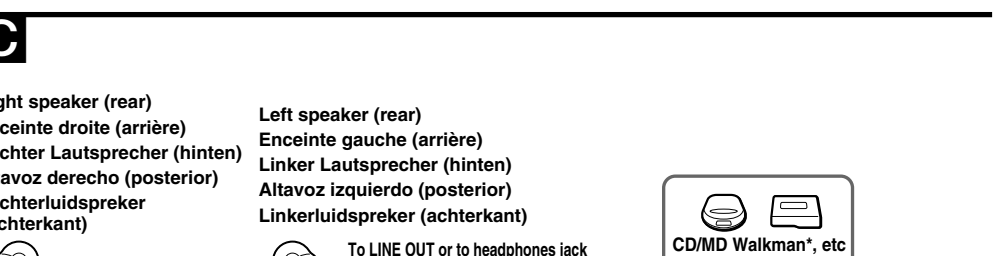 C
ght speaker (rear)
ceinte droite (arrière)
chter Lautsprecher (hinten)
avoz derecho (posterior)
chterluidspreker
chterkant)
Left speaker (rear)
Enceinte gauche (arrière)
Linker Lautsprecher (hinten)
Altavoz izquierdo (posterior)
Linkerluidspreker (achterkant)
To LINE OUT or to headphones jack
CD/MD Walkman*, etc